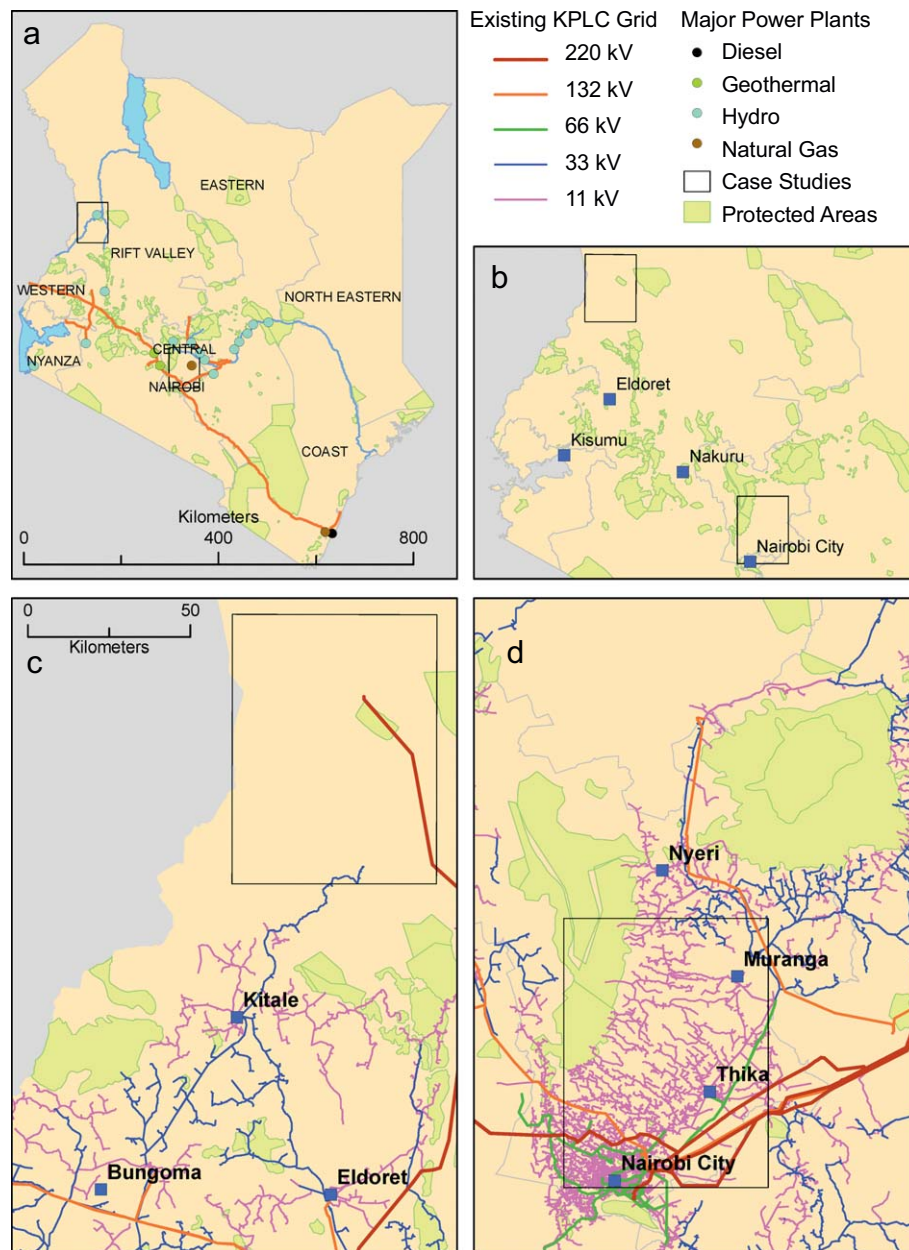 a
EASTERN
RIFT VALLEY
WESTERN
NORTH EASTERN
CENTRAL
NYANZA
NAIROBI
COAST
Kilometers
0 400 800
Existing KPLC Grid
220 kV
132 kV
66 kV
33 kV
11 kV
Major Power Plants
Diesel
Geothermal
Hydro
Natural Gas
Case Studies
Protected Areas
b
Eldoret
Kisumu
Nakuru
Nairobi City
0 50
Kilometers
c
Kitale
Bungoma
Eldoret
d
Nyeri
Muranga
Thika
Nairobi City